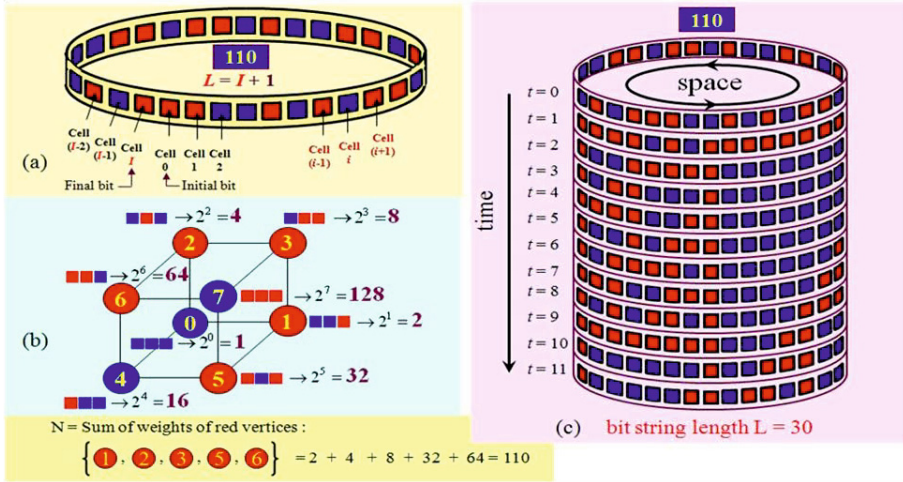 110
L = I + 1
Cell (I-2)
Cell (I-1)
Cell I
Cell 0
Cell 1
Cell 2
Cell (i-1)
Cell i
Cell (i+1)
(a)
Final bit
Initial bit
→ 2² = 4
→ 2³ = 8
2
3
→ 2⁶ = 64
6
7
→ 2⁷ = 128
0
1
→ 2¹ = 2
(b)
→ 2⁰ = 1
4
5
→ 2⁵ = 32
→ 2⁴ = 16
N = Sum of weights of red vertices :
{ 1 , 2 , 3 , 5 , 6 } = 2 + 4 + 8 + 32 + 64 = 110
110
space
time
t = 0
t = 1
t = 2
t = 3
t = 4
t = 5
t = 6
t = 7
t = 8
t = 9
t = 10
t = 11
(c) bit string length L = 30